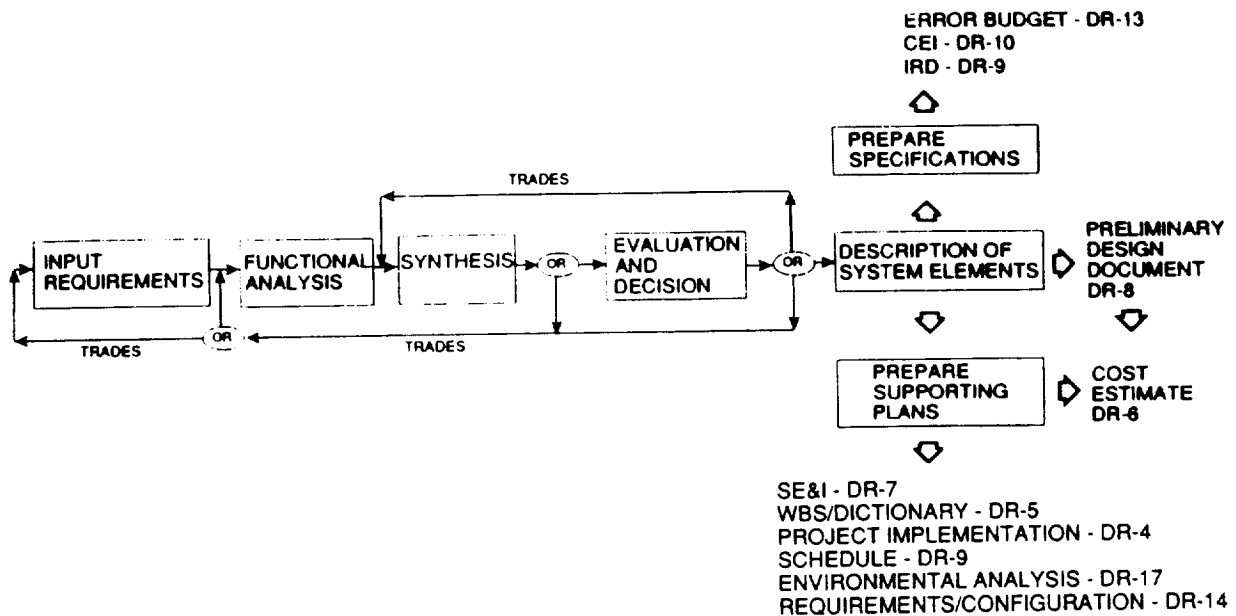 ERROR BUDGET - DR-13
CEI - DR-10
IRD - DR-9
PREPARE
SPECIFICATIONS
TRADES
INPUT
REQUIREMENTS
FUNCTIONAL
ANALYSIS
SYNTHESIS
OR
EVALUATION
AND
DECISION
OR
DESCRIPTION OF
SYSTEM ELEMENTS
PRELIMINARY
DESIGN
DOCUMENT
DR-8
TRADES
OR
TRADES
PREPARE
SUPPORTING
PLANS
COST
ESTIMATE
DR-6
SE&I - DR-7
WBS/DICTIONARY - DR-5
PROJECT IMPLEMENTATION - DR-4
SCHEDULE - DR-9
ENVIRONMENTAL ANALYSIS - DR-17
REQUIREMENTS/CONFIGURATION - DR-14